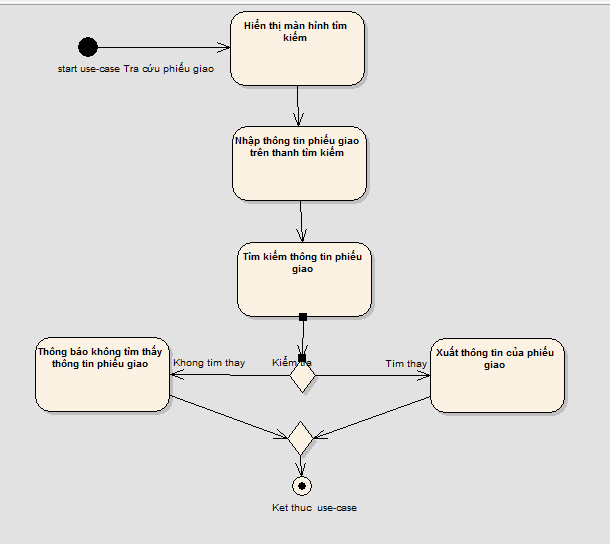 Hiển thị màn hình tìm
kiếm
start use-case Tra cứu phiếu giao
Nhập thông tin phiếu giao
trên thanh tìm kiếm
Tìm kiếm thông tin phiếu
giao
Thông báo không tìm thấy
thông tin phiếu giao
Khong tim thay
Kiểm tra
Tim thay
Xuất thông tin của phiếu
giao
Ket thuc use-case